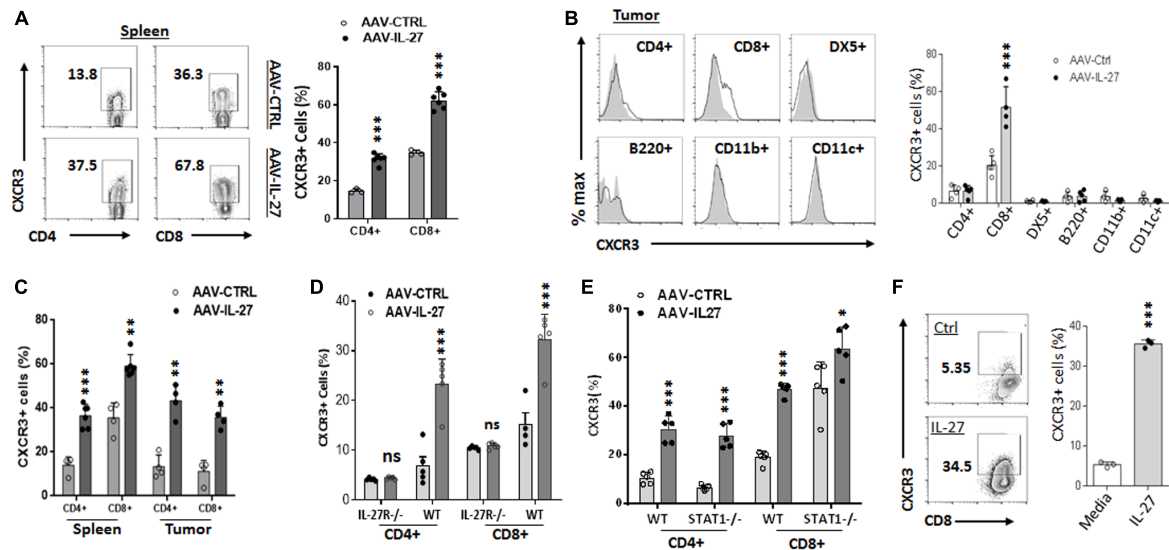 A
Spleen
13.8
36.3
AAV-CTRL
37.5
67.8
AAV-IL-27
CXCR3
CD4
CD8
AAV-CTRL
AAV-IL-27
CXCR3+ Cells (%)
80
60
40
20
0
***
***
CD4+
CD8+
B
Tumor
CD4+
CD8+
DX5+
B220+
CD11b+
CD11c+
% max
CXCR3
AAV-Ctrl
AAV-IL-27
CXCR3+ cells (%)
80
60
40
20
0
***
CD4+
CD8+
DX5+
B220+
CD11b+
CD11c+
C
AAV-CTRL
AAV-IL-27
CXCR3+ cells (%)
80
60
40
20
0
***
**
**
**
CD4+
CD8+
CD4+
CD8+
Spleen
Tumor
D
AAV-CTRL
AAV-IL-27
CXCR3+ Cells (%)
40
30
20
10
0
ns
***
ns
***
IL-27R-/-
WT
IL-27R-/-
WT
CD4+
CD8+
E
AAV-CTRL
AAV-IL27
CXCR3(%)
80
60
40
20
0
***
***
***
*
WT
STAT1-/-
WT
STAT1-/-
CD4+
CD8+
F
Ctrl
5.35
IL-27
34.5
CXCR3
CD8
CXCR3+ cells (%)
40
30
20
10
0
***
Media
IL-27